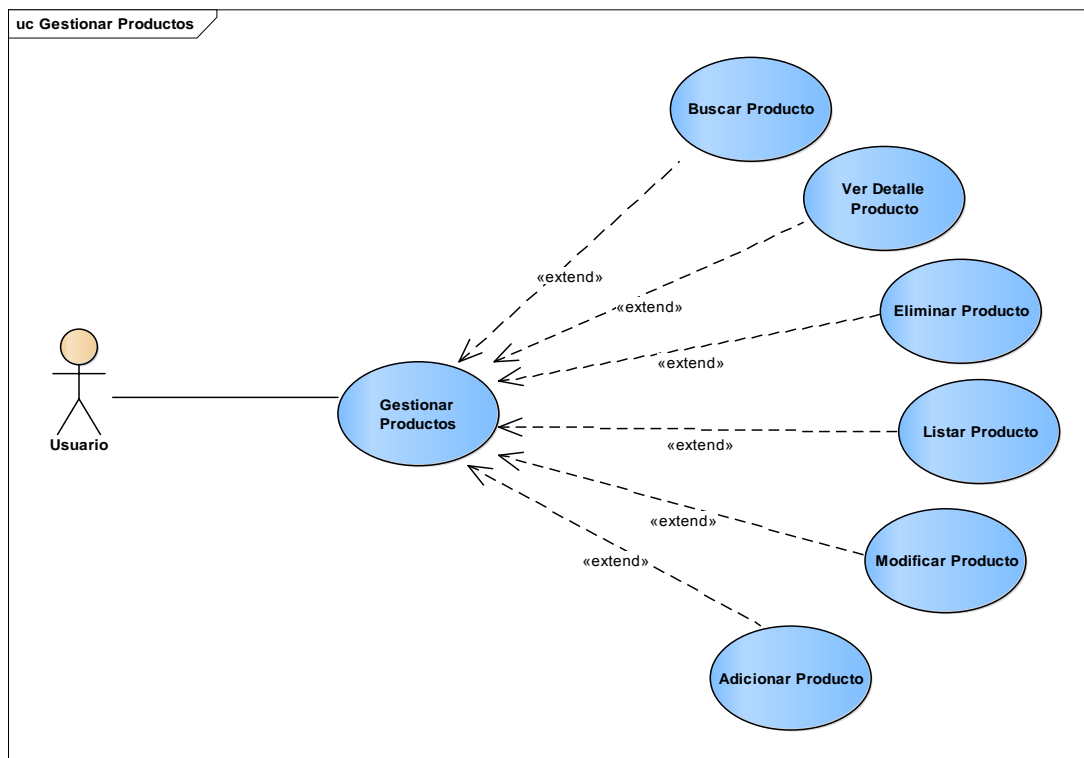 uc Gestionar Productos
Buscar Producto
Ver Detalle
Producto
«extend»
«extend»
Eliminar Producto
«extend»
Gestionar
Productos
Usuario
Listar Producto
«extend»
«extend»
Modificar Producto
«extend»
Adicionar Producto